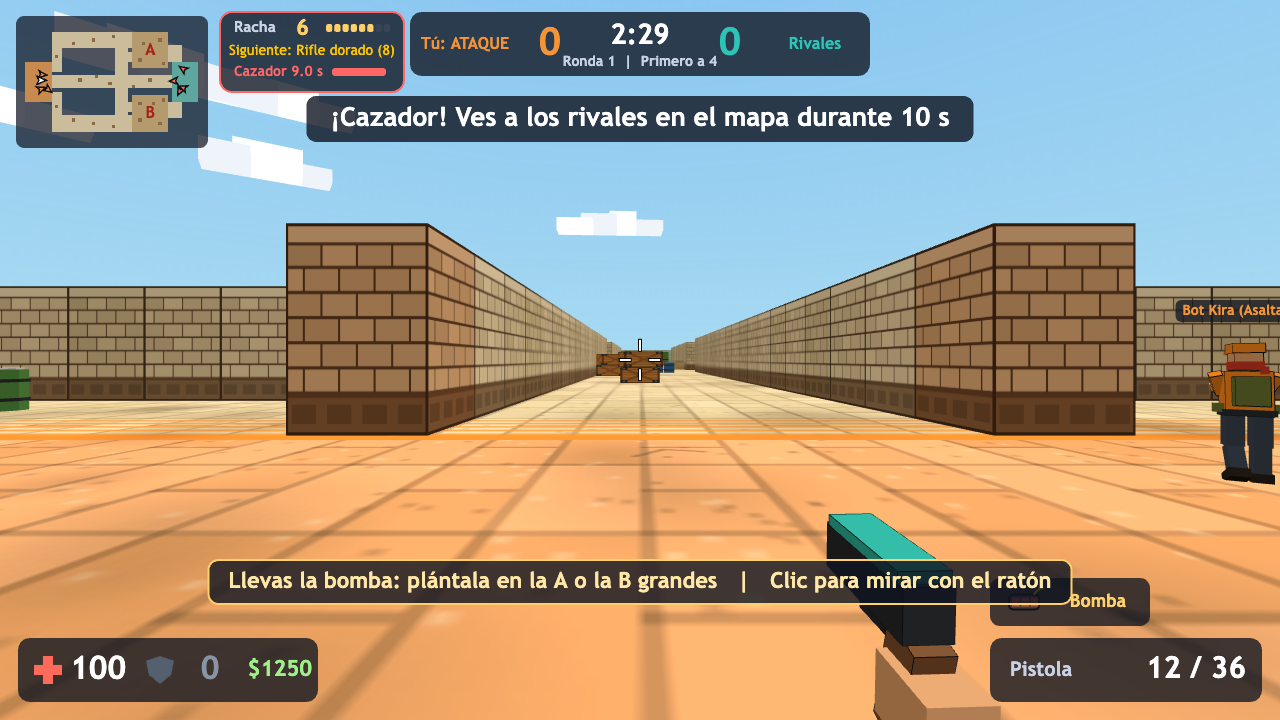 A
B
Racha 6
Siguiente: Rifle dorado (8)
Cazador 9.0 s
Tú: ATAQUE 0 2:29 0 Rivales
Ronda 1 | Primero a 4
¡Cazador! Ves a los rivales en el mapa durante 10 s
Bot Kira (Asalta
Llevas la bomba: plántala en la A o la B grandes | Clic para mirar con el ratón
Bomba
100 0 $1250
Pistola 12 / 36